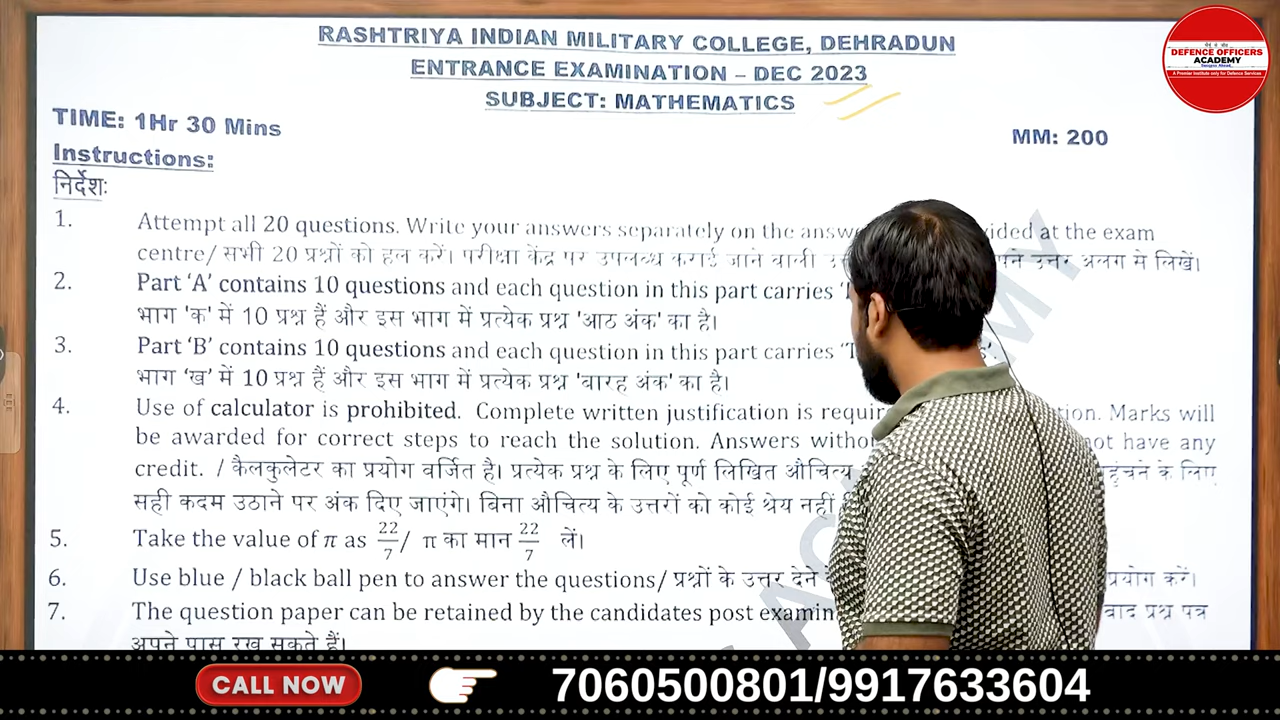 RASHTRIYA INDIAN MILITARY COLLEGE, DEHRADUN
ENTRANCE EXAMINATION – DEC 2023
SUBJECT: MATHEMATICS
DEFENCE OFFICERS
ACADEMY
A Premier Institute only for Defence Services
TIME: 1Hr 30 Mins
MM: 200
Instructions:
निर्देशः
1. Attempt all 20 questions. Write your answers separately on the at the exam
centre/ सभी 20 प्रश्नों को हल करें। परीक्षा केंद्र पर उपलब्ध कराई जाने वाली उत्तर अलग से लिखें।
2. Part ‘A’ contains 10 questions and each question in this part carries
भाग 'क' में 10 प्रश्न हैं और इस भाग में प्रत्येक प्रश्न 'आठ अंक' का है।
3. Part ‘B’ contains 10 questions and each question in this part carries
भाग ‘ख’ में 10 प्रश्न हैं और इस भाग में प्रत्येक प्रश्न 'बारह अंक' का है।
4. Use of calculator is prohibited. Complete written justification is Marks will
be awarded for correct steps to reach the solution. Answers not have any
credit. / कैलकुलेटर का प्रयोग वर्जित है। प्रत्येक प्रश्न के लिए पूर्ण लिखित औचित्य के लिए
सही कदम उठाने पर अंक दिए जाएंगे। बिना औचित्य के उत्तरों को कोई श्रेय नहीं
5. Take the value of π as 22/7 / π का मान 22/7 लें।
6. Use blue / black ball pen to answer the questions/ प्रश्नों के उत्तर देने प्रयोग करें।
7. The question paper can be retained by the candidates post प्रश्न पत्र
अपने पास रख सकते हैं।
CALL NOW
7060500801/9917633604